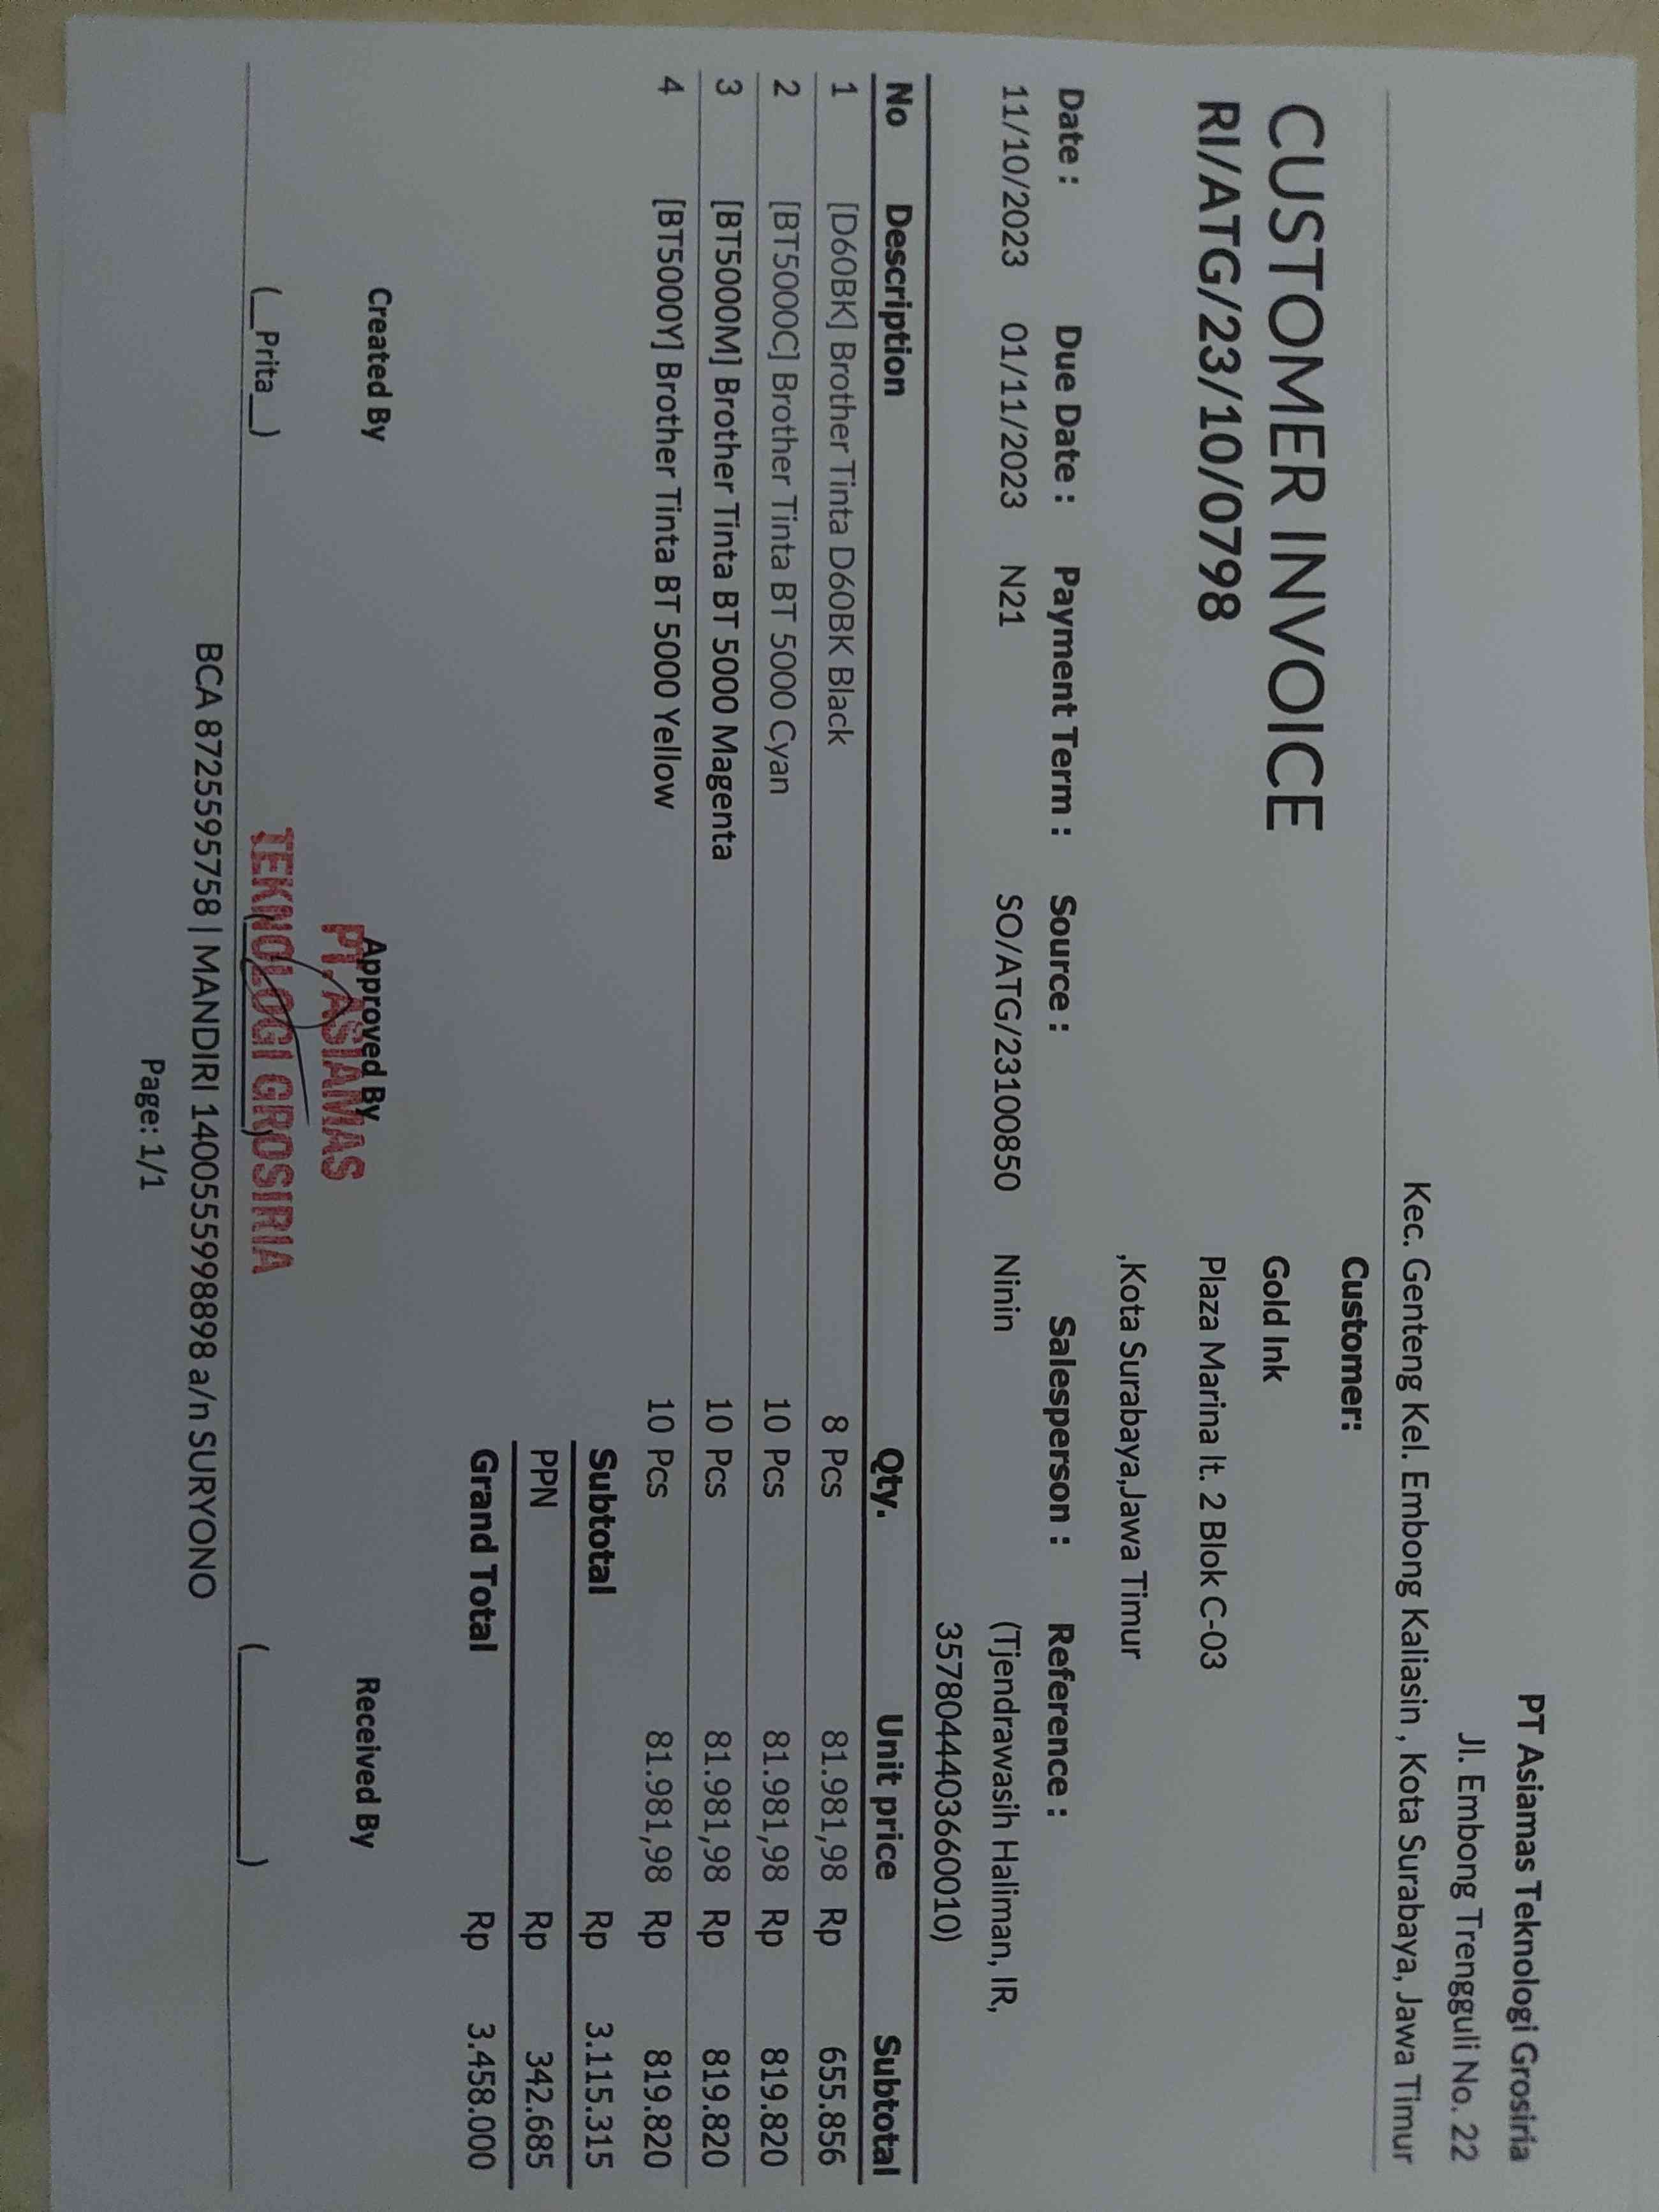 PT Asiamas Teknologi Grosiria
Jl. Embong Trengguli No. 22
Kec. Genteng Kel. Embong Kaliasin , Kota Surabaya, Jawa Timur
CUSTOMER INVOICE
RI/ATG/23/10/0798
Customer:
Gold Ink
Plaza Marina lt. 2 Blok C-03
,Kota Surabaya,Jawa Timur
Date : Due Date : Payment Term : Source : Salesperson : Reference :
11/10/2023 01/11/2023 N21 SO/ATG/23100850 Ninin (Tjendrawasih Haliman, IR,
3578044403660010)
No Description Qty. Unit price Subtotal
1 [D60BK] Brother Tinta D60BK Black 8 Pcs 81.981,98 Rp 655.856
2 [BT5000C] Brother Tinta BT 5000 Cyan 10 Pcs 81.981,98 Rp 819.820
3 [BT5000M] Brother Tinta BT 5000 Magenta 10 Pcs 81.981,98 Rp 819.820
4 [BT5000Y] Brother Tinta BT 5000 Yellow 10 Pcs 81.981,98 Rp 819.820
Subtotal Rp 3.115.315
PPN Rp 342.685
Grand Total Rp 3.458.000
Created By Approved By Received By
PT. ASIAMAS
TEKNOLOGI GROSIRIA
(__Prita__) (__________) (__________)
BCA 8725595758 | MANDIRI 1400555998898 a/n SURYONO
Page: 1/1